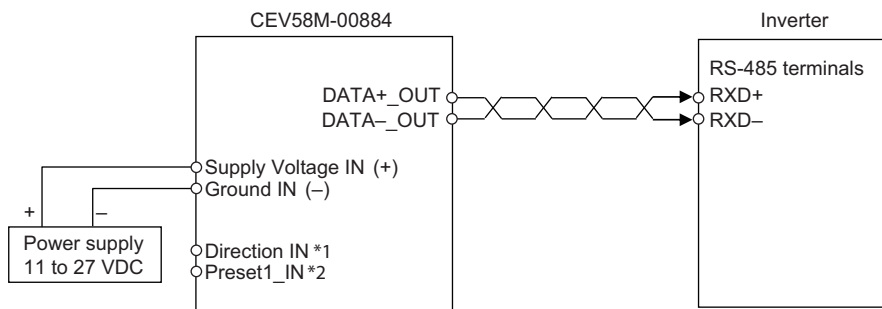 CEV58M-00884
Inverter
RS-485 terminals
DATA+_OUT
RXD+
DATA–_OUT
RXD–
Supply Voltage IN (+)
Ground IN (–)
+
–
Power supply
11 to 27 VDC
Direction IN *1
Preset1_IN *2